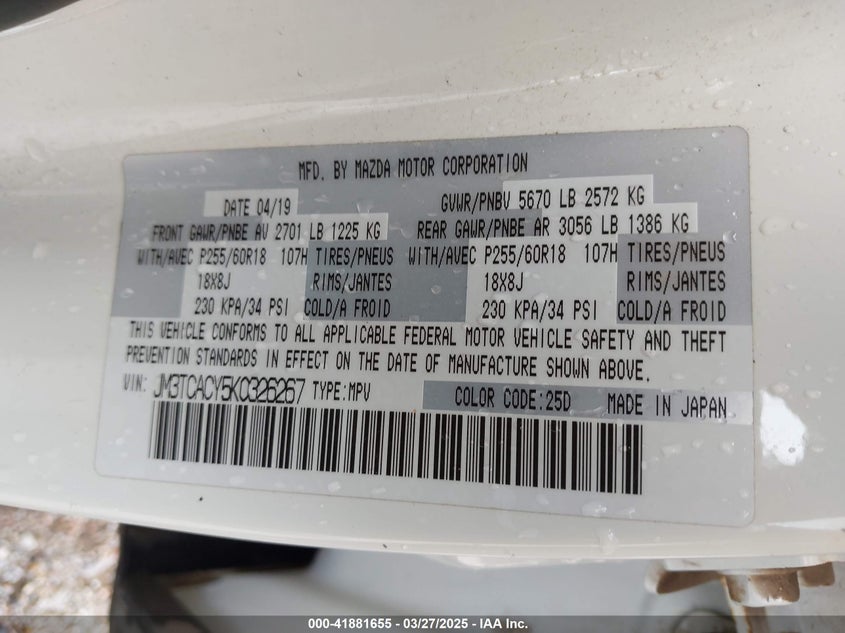 MFD. BY MAZDA MOTOR CORPORATION
DATE 04/19 GVWR/PNBV 5670 LB 2572 KG
FRONT GAWR/PNBE AV 2701 LB 1225 KG REAR GAWR/PNBE AR 3056 LB 1386 KG
WITH/AVEC P255/60R18 107H TIRES/PNEUS WITH/AVEC P255/60R18 107H TIRES/PNEUS
18X8J RIMS/JANTES 18X8J RIMS/JANTES
230 KPA/34 PSI COLD/A FROID 230 KPA/34 PSI COLD/A FROID
THIS VEHICLE CONFORMS TO ALL APPLICABLE FEDERAL MOTOR VEHICLE SAFETY AND THEFT
PREVENTION STANDARDS IN EFFECT ON THE DATE OF MANUFACTURE SHOWN ABOVE.
VIN: JM3TCACY5K0326267 TYPE:MPV COLOR CODE:25D MADE IN JAPAN
000-41881655 - 03/27/2025 - IAA Inc.